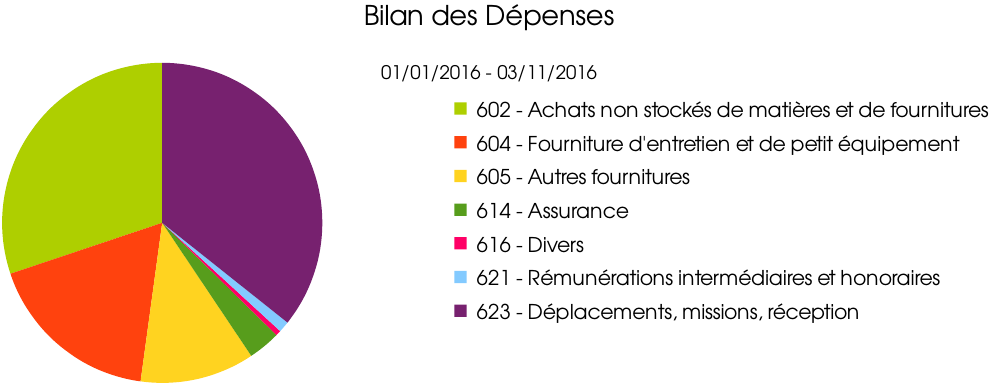 Bilan des Dépenses
01/01/2016 - 03/11/2016
602 - Achats non stockés de matières et de fournitures
604 - Fourniture d'entretien et de petit équipement
605 - Autres fournitures
614 - Assurance
616 - Divers
621 - Rémunérations intermédiaires et honoraires
623 - Déplacements, missions, réception